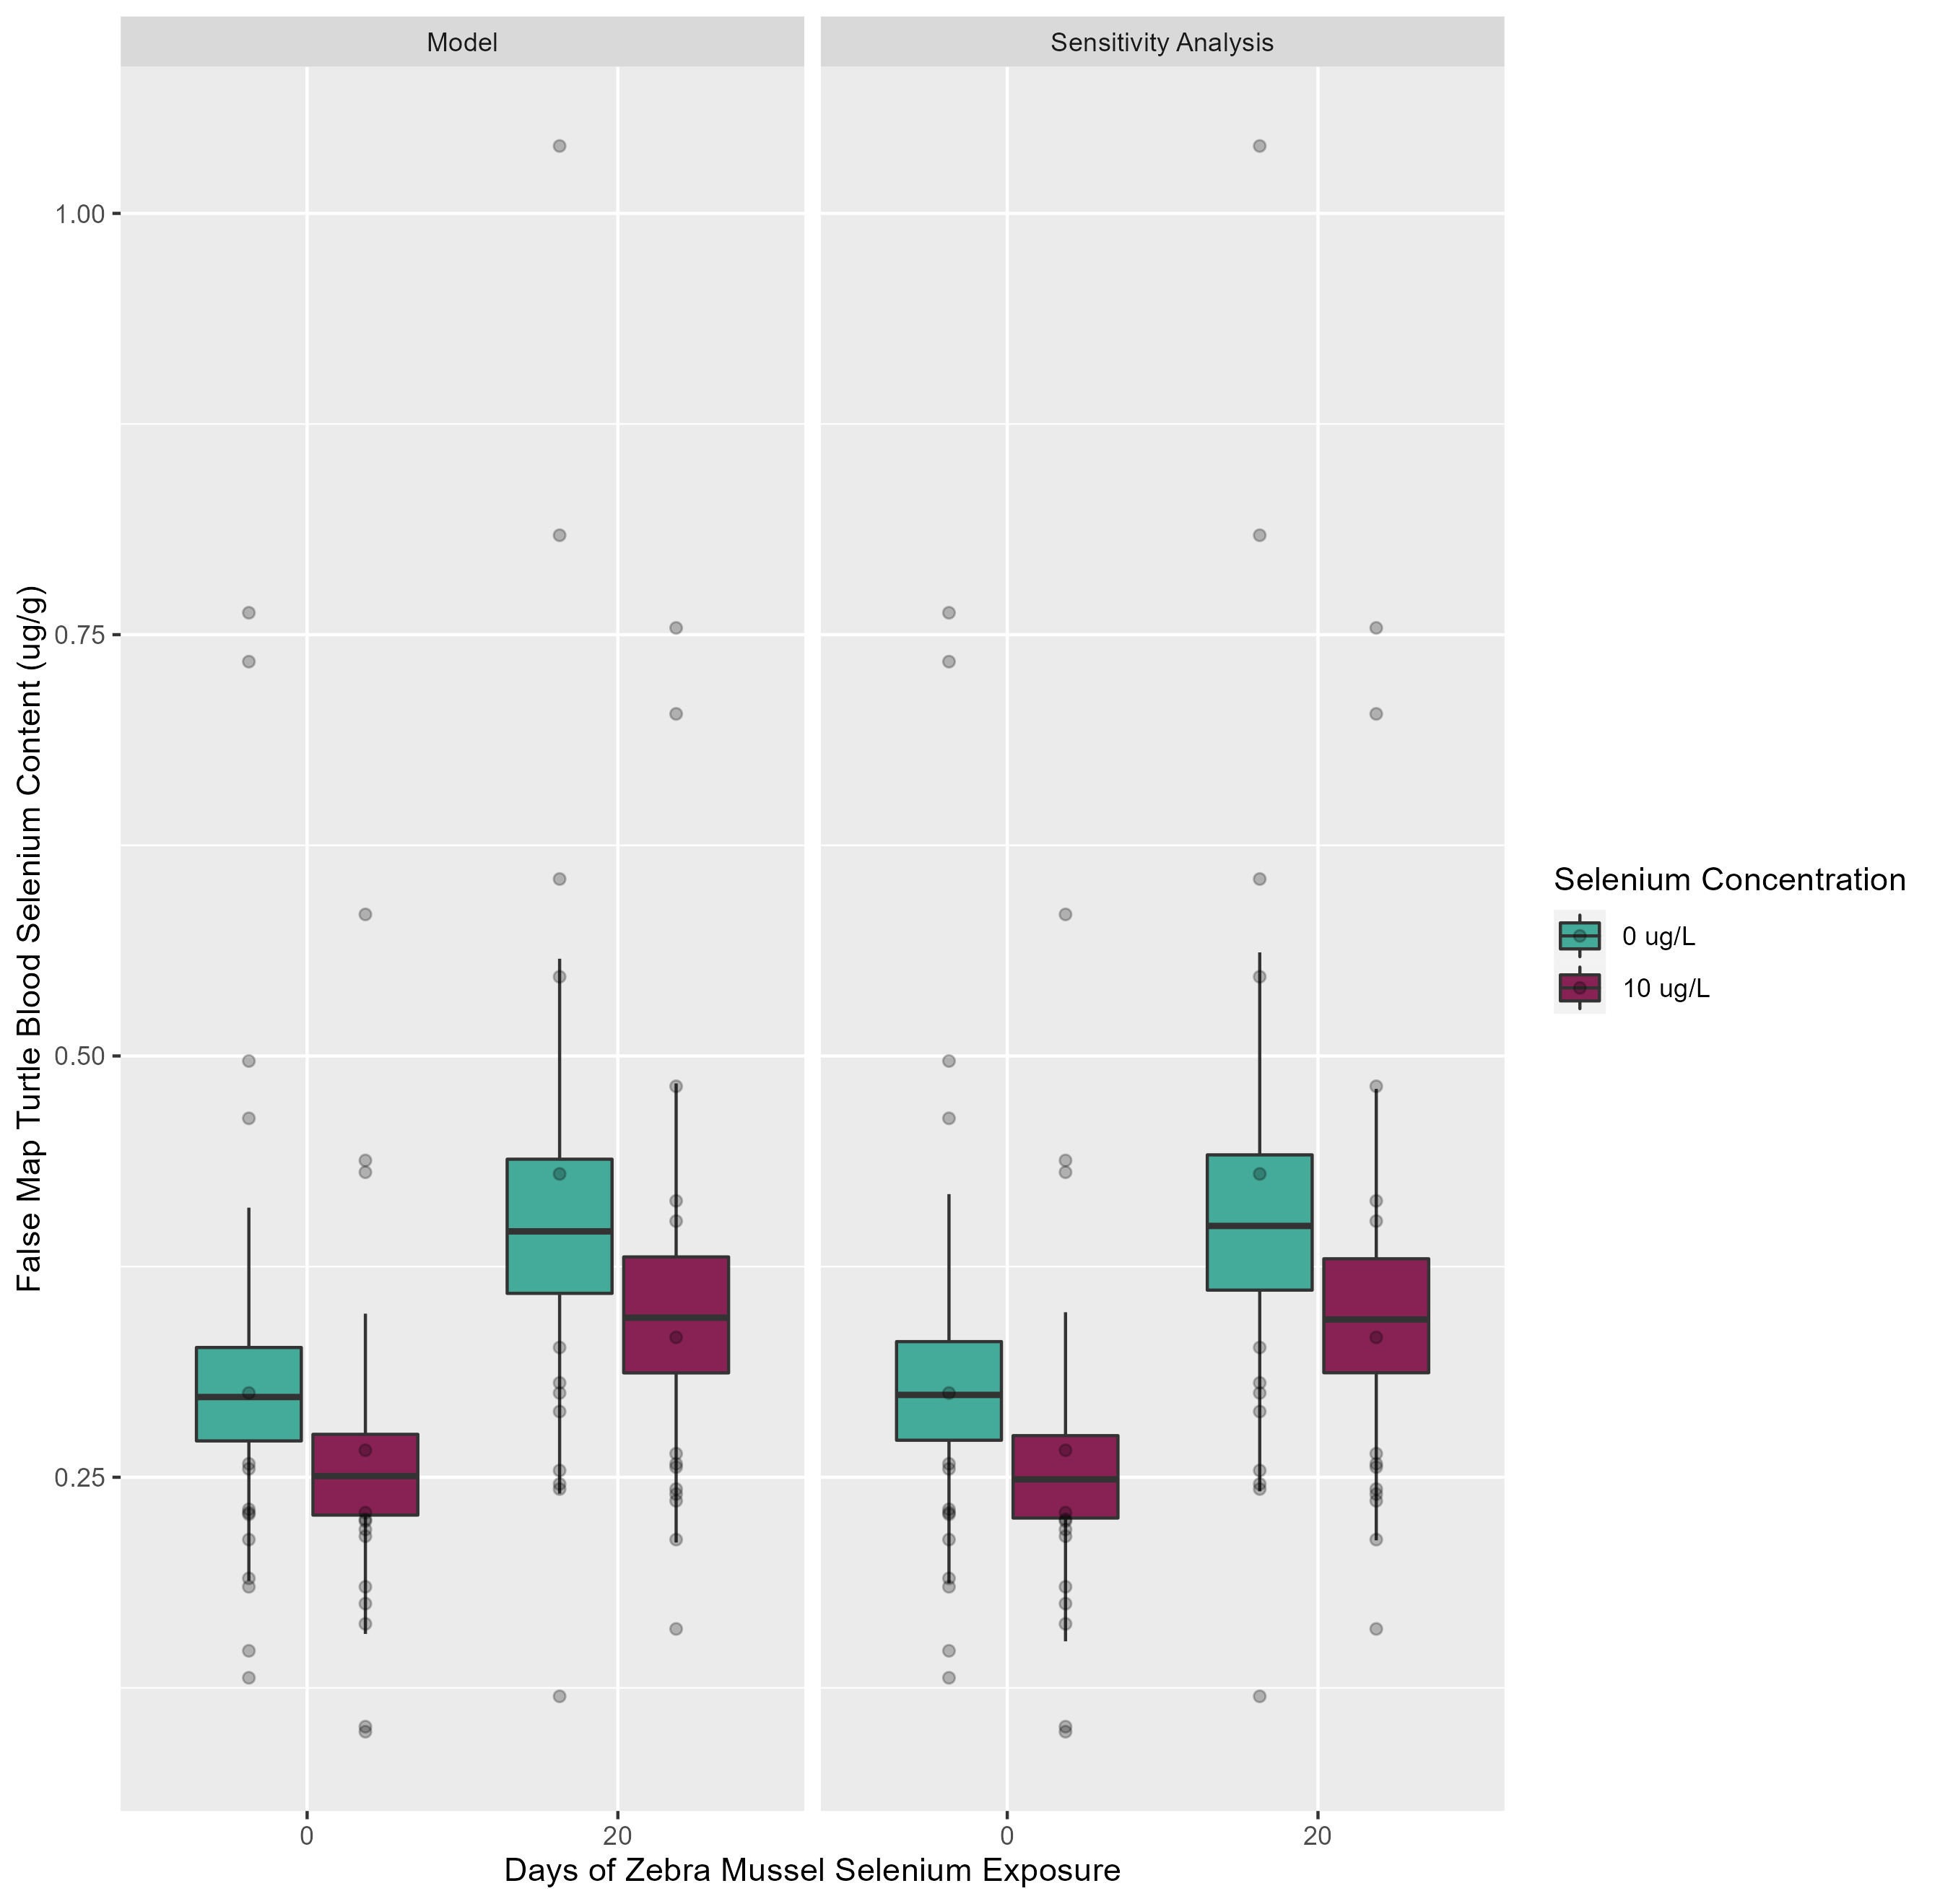 Model
Sensitivity Analysis
False Map Turtle Blood Selenium Content (ug/g)
1.00
0.75
0.50
0.25
0
20
0
20
Days of Zebra Mussel Selenium Exposure
Selenium Concentration
0 ug/L
10 ug/L